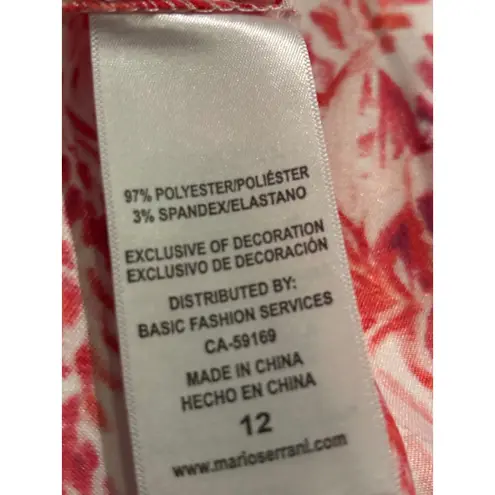 97% POLYESTER/POLIÉSTER
3% SPANDEX/ELASTANO
EXCLUSIVE OF DECORATION
EXCLUSIVO DE DECORACIÓN
DISTRIBUTED BY:
BASIC FASHION SERVICES
CA-59169
MADE IN CHINA
HECHO EN CHINA
12
www.marioserrani.com